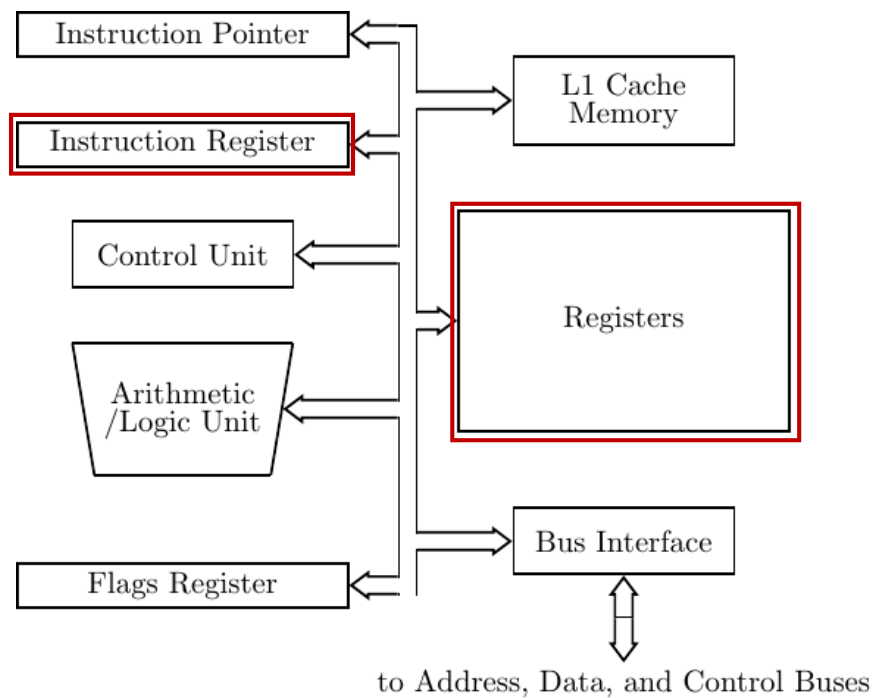 Instruction Pointer
L1 Cache
Memory
Instruction Register
Control Unit
Registers
Arithmetic
/Logic Unit
Bus Interface
Flags Register
to Address, Data, and Control Buses